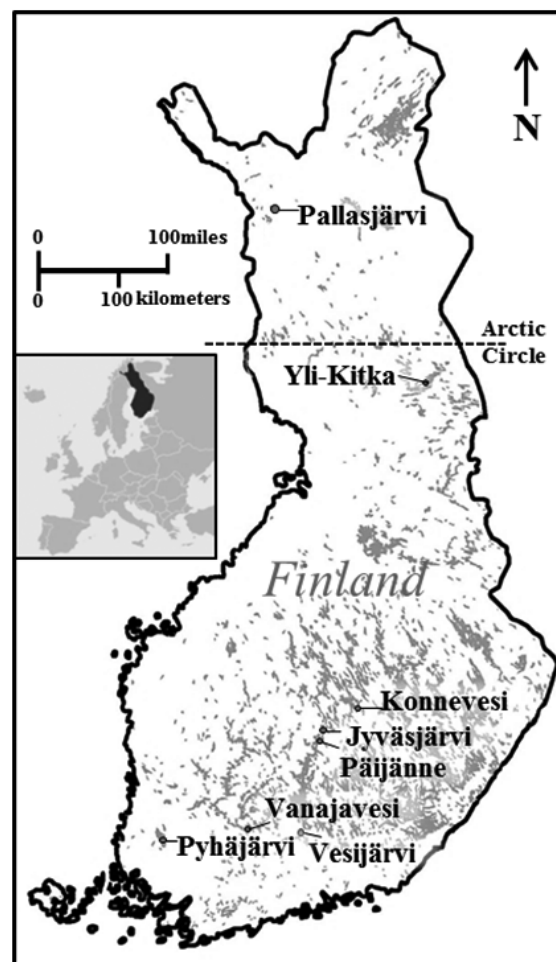 N
Pallasjärvi
0 100miles
0 100 kilometers
Arctic
Circle
Yli-Kitka
Finland
Konnevesi
Jyväsjärvi
Päijänne
Vanajavesi
Pyhäjärvi
Vesijärvi